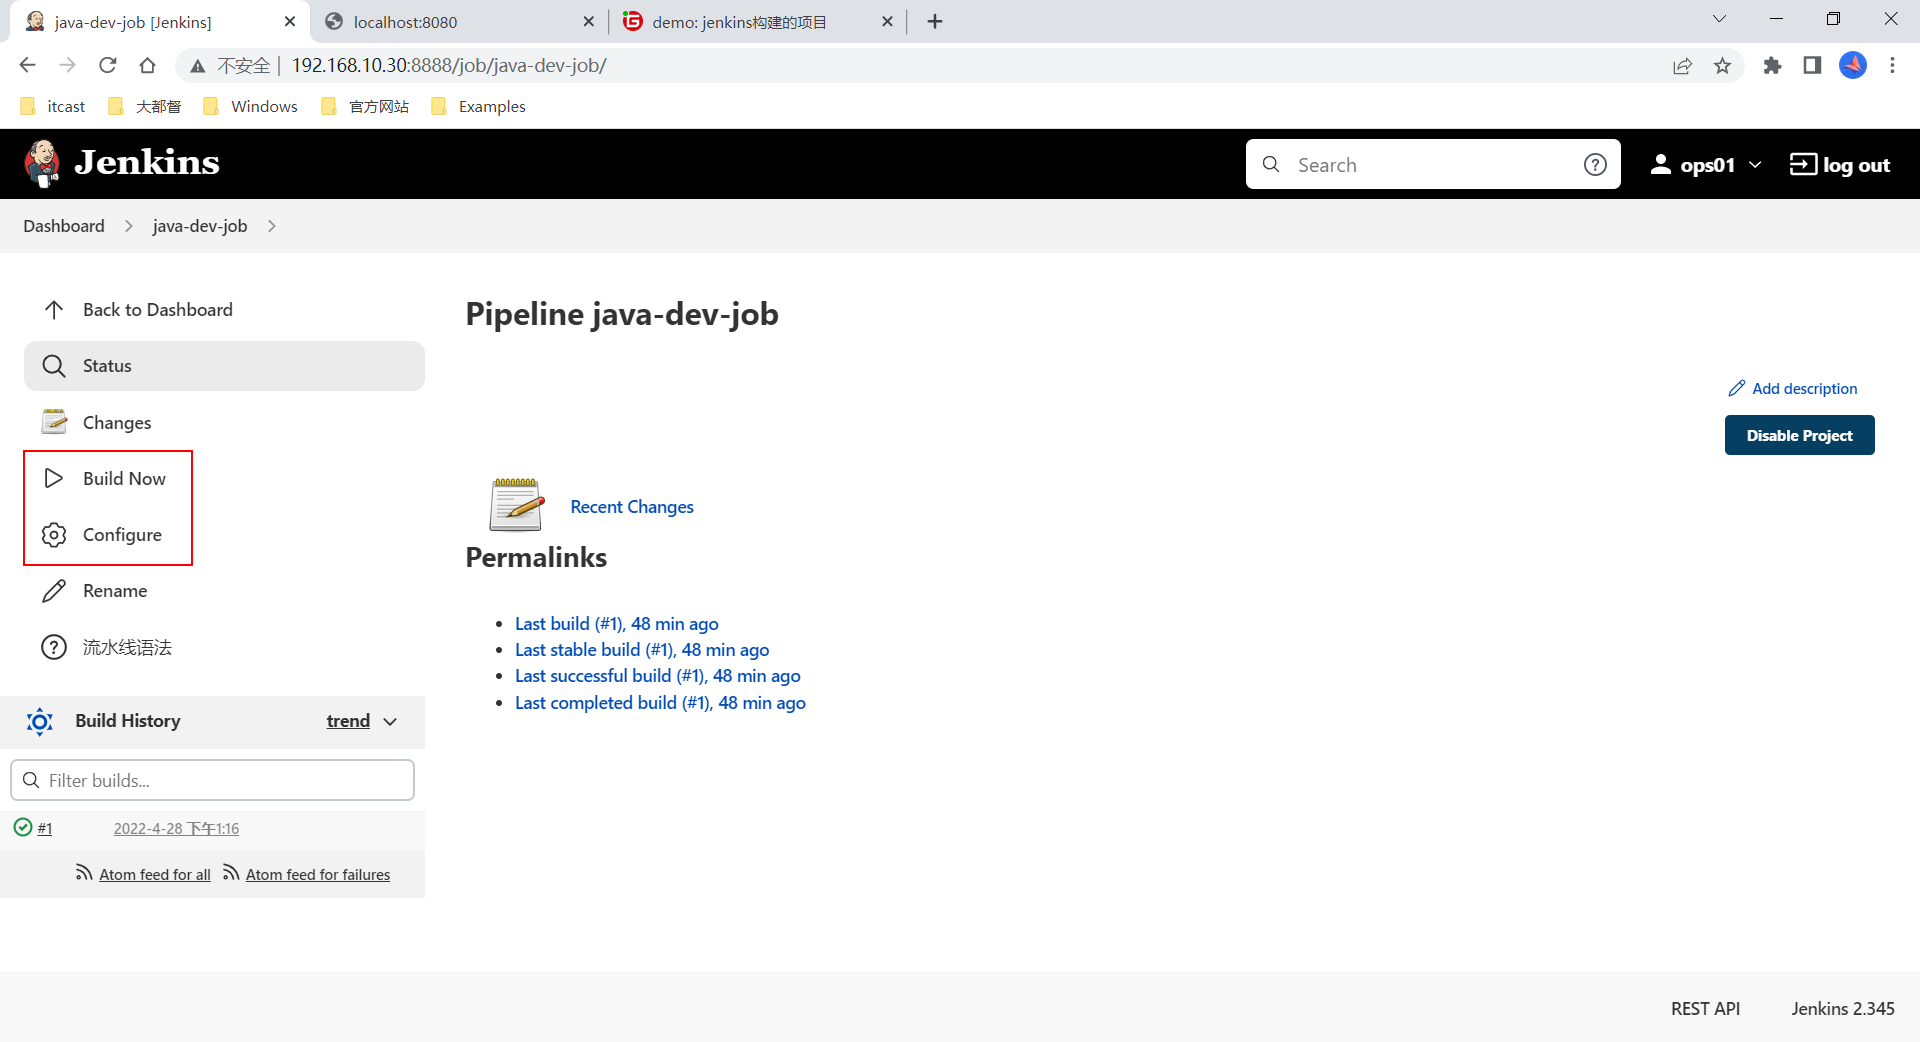 java-dev-job [Jenkins]
localhost:8080
demo: jenkins构建的项目
不安全 192.168.10.30:8888/job/java-dev-job/
itcast 大都督 Windows 官方网站 Examples
Jenkins
Search
ops01
log out
Dashboard
java-dev-job
Back to Dashboard
Status
Changes
Build Now
Configure
Rename
流水线语法
Build History
trend
Filter builds...
#1
2022-4-28 下午1:16
Atom feed for all
Atom feed for failures
Pipeline java-dev-job
Add description
Disable Project
Recent Changes
Permalinks
Last build (#1), 48 min ago
Last stable build (#1), 48 min ago
Last successful build (#1), 48 min ago
Last completed build (#1), 48 min ago
REST API
Jenkins 2.345